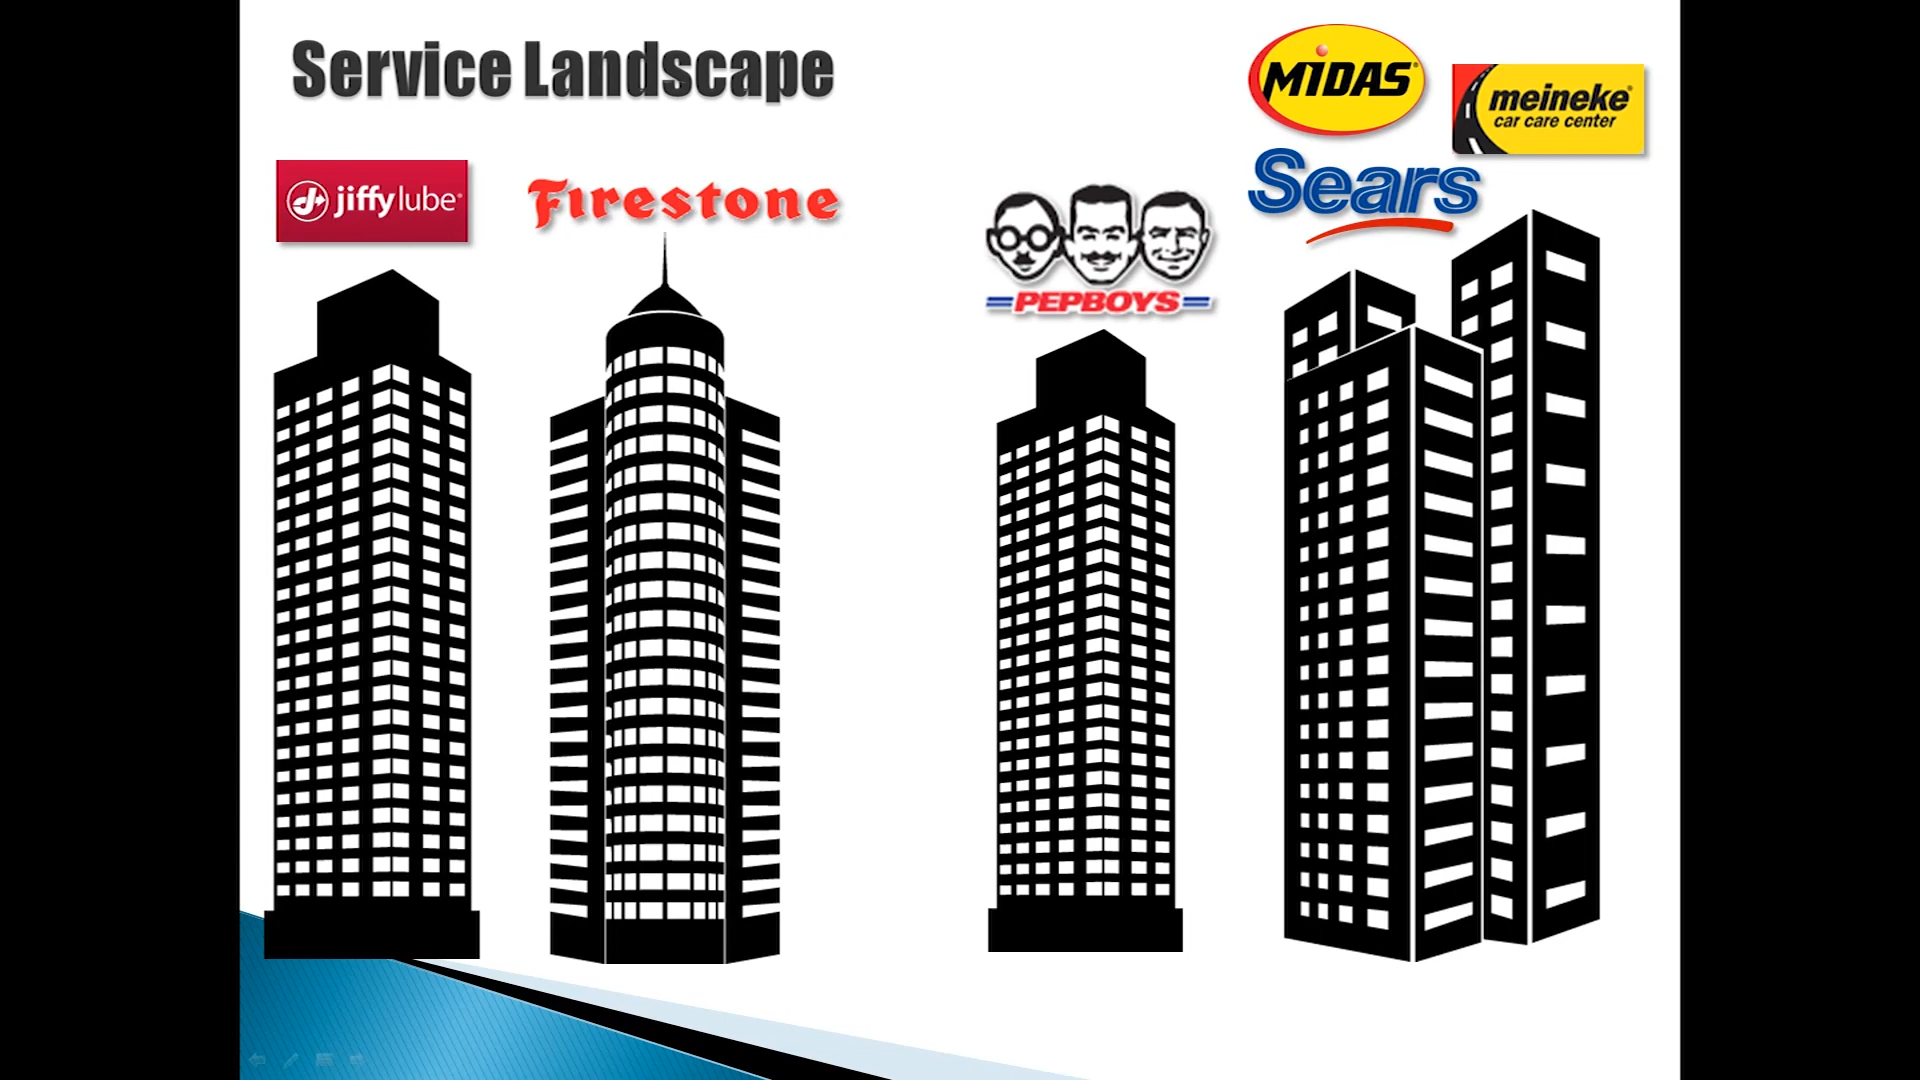 Service Landscape
MIDAS
meineke
car care center
jiffy lube
Firestone
PEPBOYS
Sears